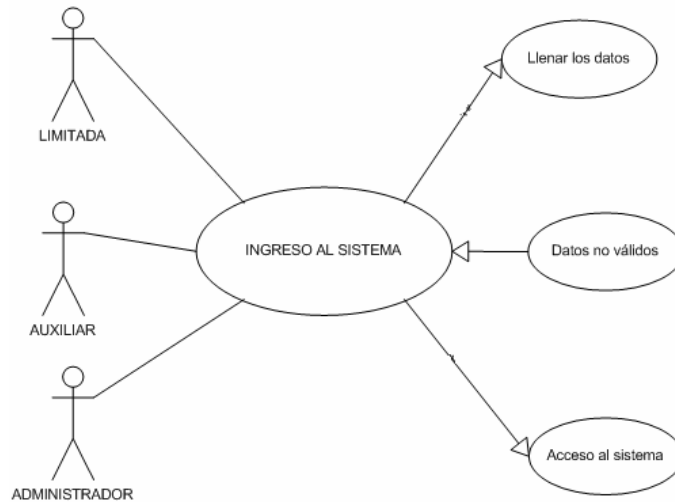 Llenar los datos
LIMITADA
INGRESO AL SISTEMA
Datos no válidos
AUXILIAR
Acceso al sistema
ADMINISTRADOR